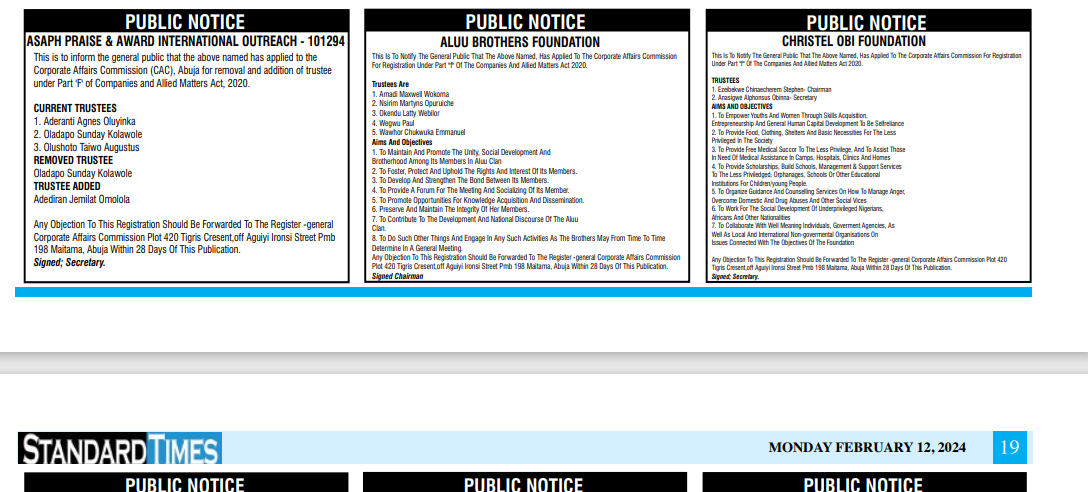 PUBLIC NOTICE
ASAPH PRAISE & AWARD INTERNATIONAL OUTREACH - 101294
This is to inform the general public that the above named has applied to the
Corporate Affairs Commission (CAC), Abuja for removal and addition of trustee
under Part 'F' of Companies and Allied Matters Act, 2020.
CURRENT TRUSTEES
1. Aderanti Agnes Oluyinka
2. Oladapo Sunday Kolawole
3. Olushoto Taiwo Augustus
REMOVED TRUSTEE
Oladapo Sunday Kolawole
TRUSTEE ADDED
Adediran Jemilat Omolola
Any Objection To This Registration Should Be Forwarded To The Register -general
Corporate Affairs Commission Plot 420 Tigris Cresent,off Aguiyi Ironsi Street Pmb
198 Maitama, Abuja Within 28 Days Of This Publication.
Signed; Secretary.
PUBLIC NOTICE
ALUU BROTHERS FOUNDATION
This Is To Notify The General Public That The Above Named, Has Applied To The Corporate Affairs Commission
For Registration Under Part "F" Of The Companies And Allied Matters Act 2020.
Trustees Are
1. Amadi Maxwell Wokoma
2. Nsirim Martyns Opuruiche
3. Okendu Latty Webilor
4. Wegwu Paul
5. Wawhor Chukwuka Emmanuel
Aims And Objectives
1. To Maintain And Promote The Unity, Social Development And
Brotherhood Among Its Members In Aluu Clan
2. To Foster, Protect And Uphold The Rights And Interest Of Its Members.
3. To Develop And Strengthen The Bond Between Its Members.
4. To Provide A Forum For The Meeting And Socializing Of Its Member.
5. To Promote Opportunities For Knowledge Acquisition And Dissemination.
6. Preserve And Maintain The Integrity Of Her Members.
7. To Contribute To The Development And National Discourse Of The Aluu
Clan.
8. To Do Such Other Things And Engage In Any Such Activities As The Brothers May From Time To Time
Determine In A General Meeting.
Any Objection To This Registration Should Be Forwarded To The Register -general Corporate Affairs Commission
Plot 420 Tigris Cresent,off Aguiyi Ironsi Street Pmb 198 Maitama, Abuja Within 28 Days Of This Publication.
Signed Chairman
PUBLIC NOTICE
CHRISTEL OBI FOUNDATION
This Is To Notify The General Public That The Above Named, Has Applied To The Corporate Affairs Commission For Registration
Under Part "F" Of The Companies And Allied Matters Act 2020.
TRUSTEES
1. Ezebekwe Chinaecherem Stephen- Chairman
2. Anasigwe Alphonsus Obinna- Secretary
AIMS AND OBJECTIVES
1. To Empower Youths And Women Through Skills Acquisition,
Entrepreneurship And General Human Capital Development To Be Selfreliance
2. To Provide Food, Clothing, Shelters And Basic Necessities For The Less
Privileged In The Society
3. To Provide Free Medical Succor To The Less Privilege, And To Assist Those
In Need Of Medical Assistance In Camps, Hospitals, Clinics And Homes
4. To Provide Scholarships, Build Schools, Management & Support Services
To The Less Priviledged, Orphanages, Schools Or Other Educational
Institutions For Children/young People.
5. To Organize Guidance And Counselling Services On How To Manage Anger,
Overcome Domestic And Drug Abuses And Other Social Vices
6. To Work For The Social Development Of Underprivileged Nigerians,
Africans And Other Nationalities
7. To Collaborate With Well Meaning Individuals, Goverment Agencies, As
Well As Local And International Non-govermental Organisations On
Issues Connected With The Objectives Of The Foundation
Any Objection To This Registration Should Be Forwarded To The Register -general Corporate Affairs Commission Plot 420
Tigris Cresent,off Aguiyi Ironsi Street Pmb 198 Maitama, Abuja Within 28 Days Of This Publication.
Signed; Secretary.
STANDARD TIMES
MONDAY FEBRUARY 12, 2024
19
PUBLIC NOTICE
PUBLIC NOTICE
PUBLIC NOTICE